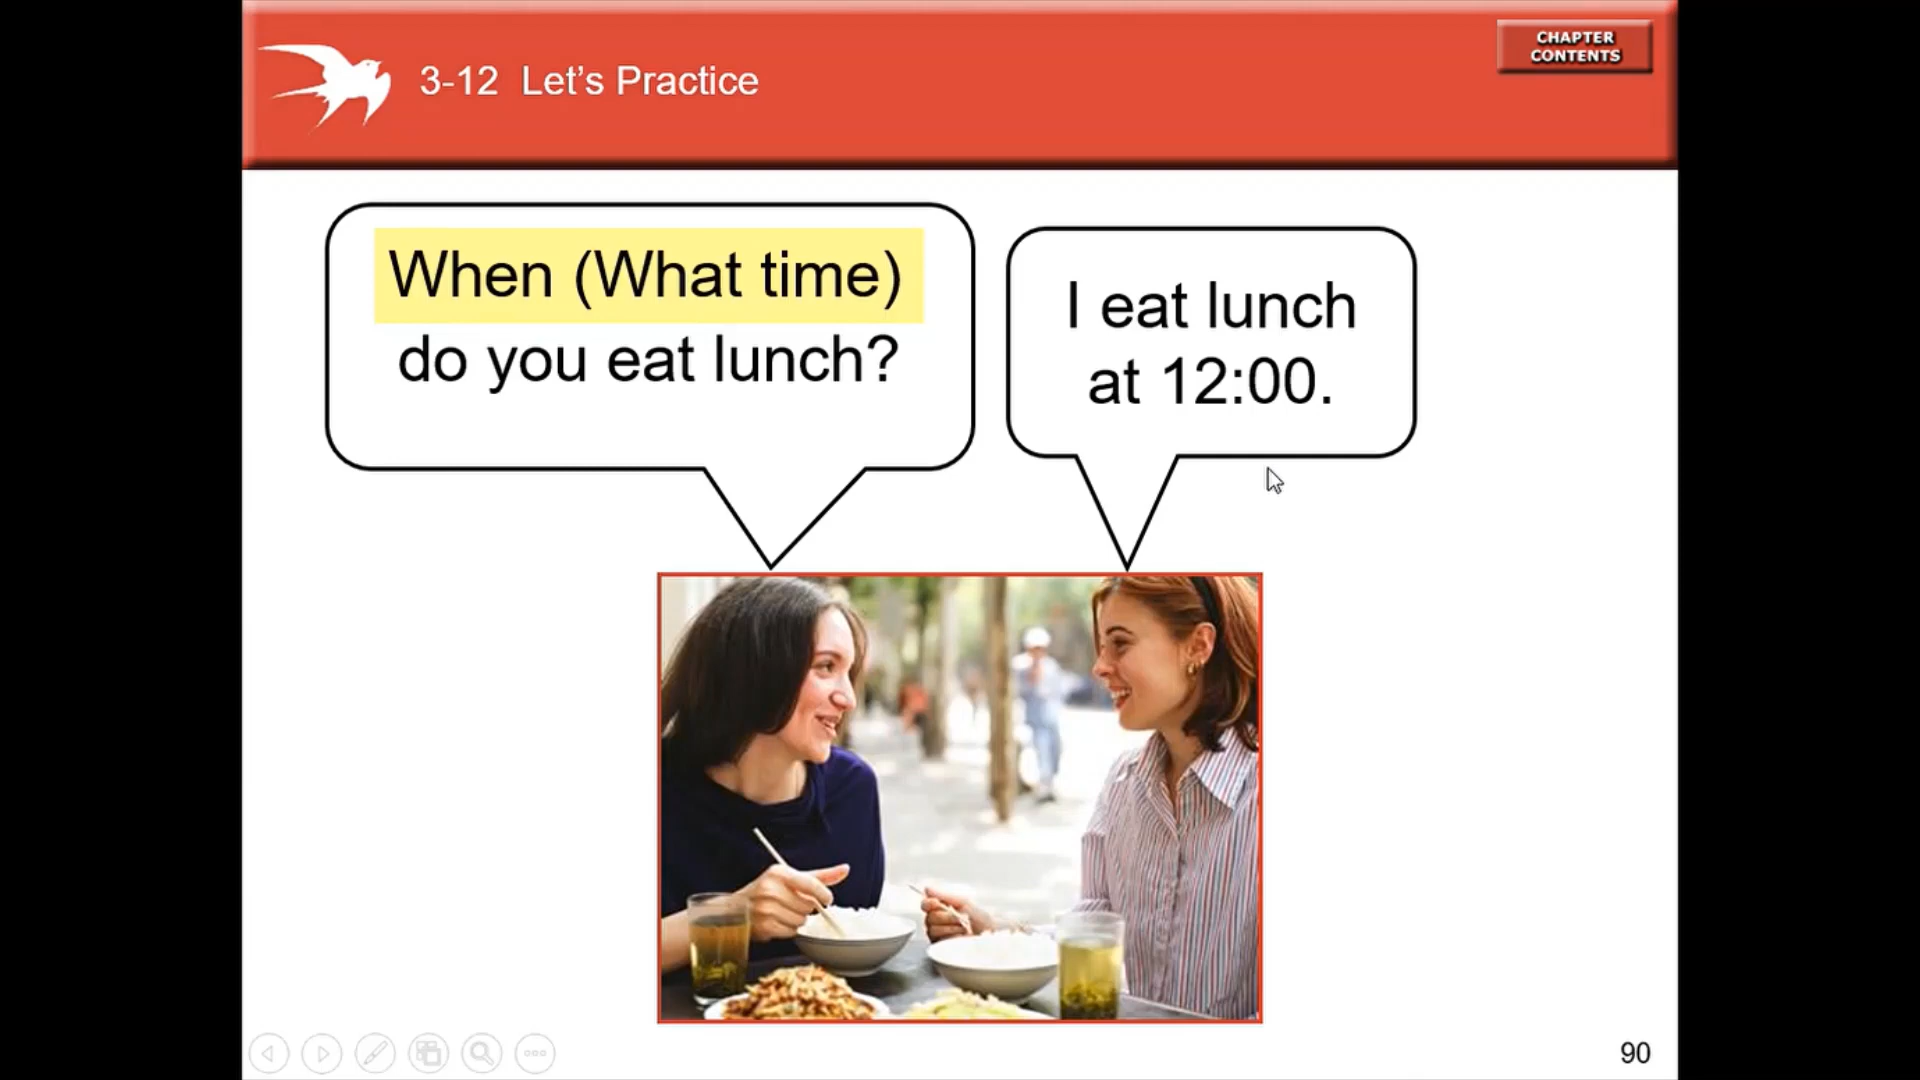 3-12 Let's Practice
CHAPTER
CONTENTS
When (What time)
do you eat lunch?
I eat lunch
at 12:00.
90